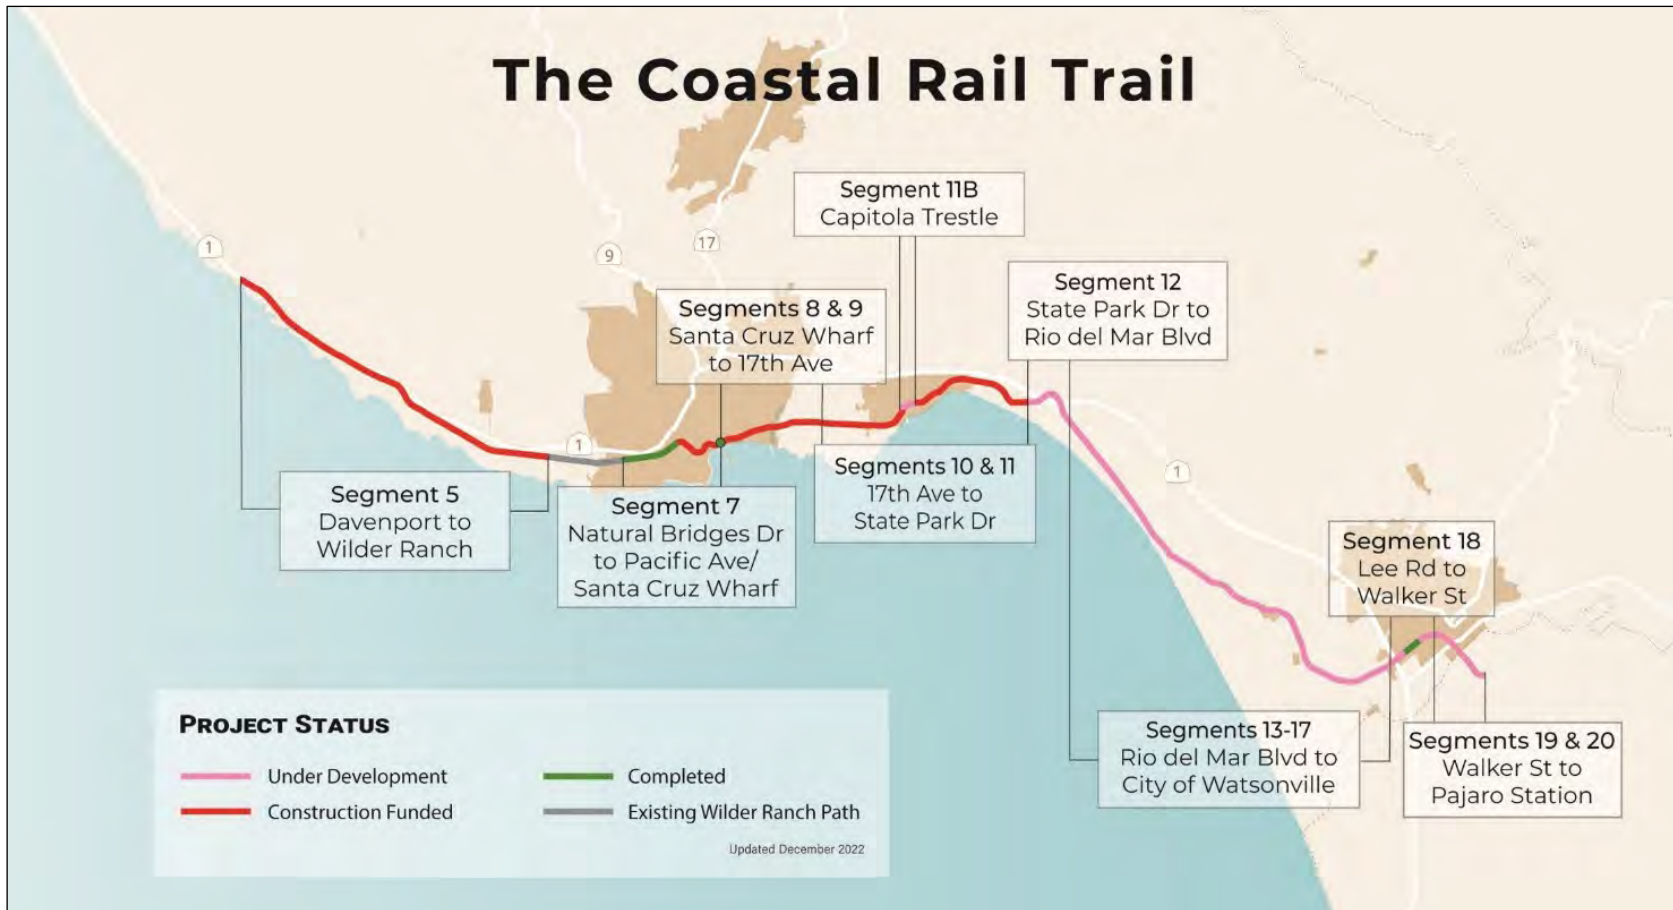 The Coastal Rail Trail
Segment 11B
Capitola Trestle
1
9
17
Segment 12
State Park Dr to
Rio del Mar Blvd
Segments 8 & 9
Santa Cruz Wharf
to 17th Ave
1
Segments 10 & 11
17th Ave to
State Park Dr
1
Segment 5
Davenport to
Wilder Ranch
Segment 7
Natural Bridges Dr
to Pacific Ave/
Santa Cruz Wharf
Segment 18
Lee Rd to
Walker St
Segments 13-17
Rio del Mar Blvd to
City of Watsonville
Segments 19 & 20
Walker St to
Pajaro Station
PROJECT STATUS
Under Development
Completed
Construction Funded
Existing Wilder Ranch Path
Updated December 2022